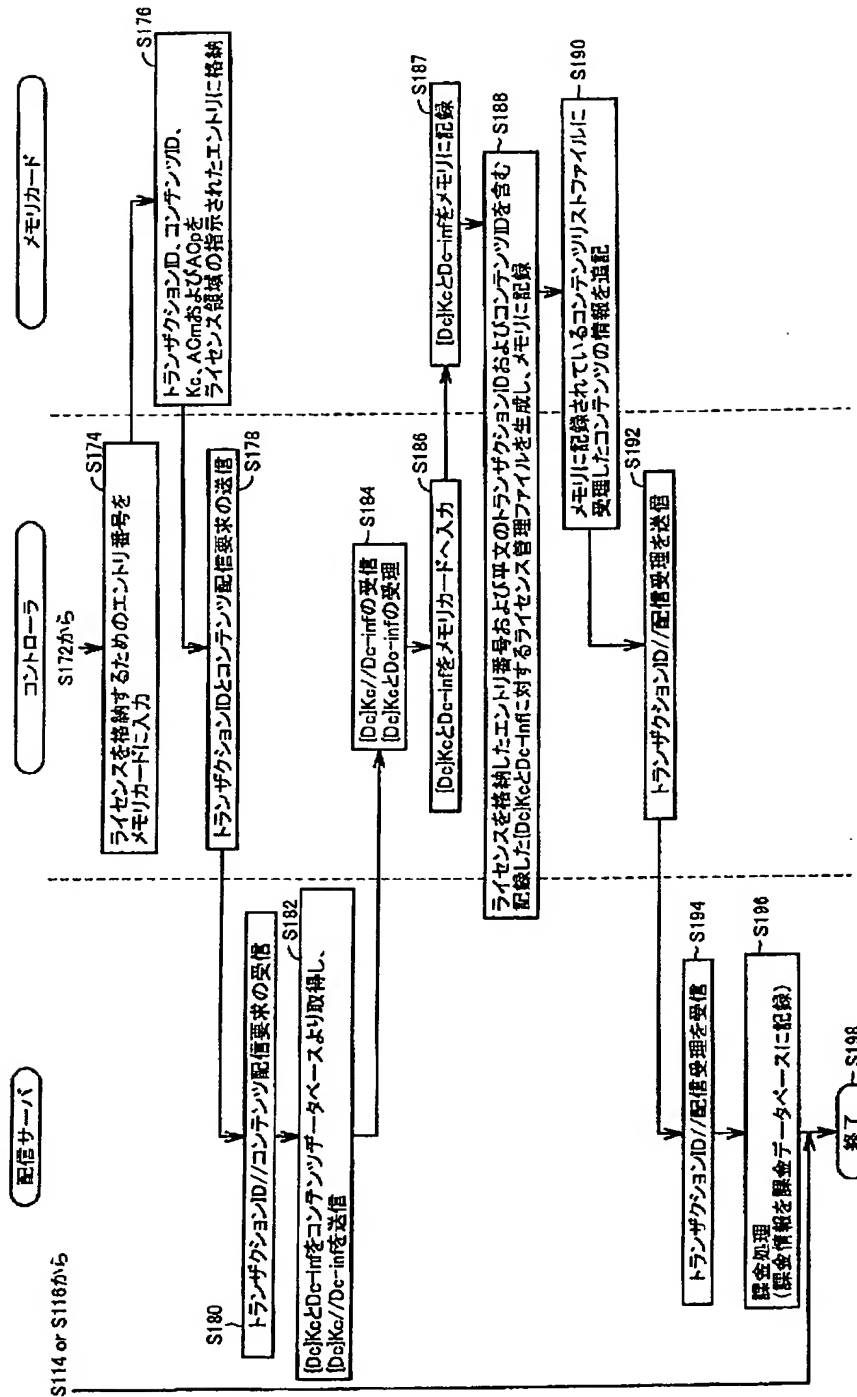 配信サーバ
コントローラ
メモリカード
S114 or S116から
S172から
S174
ライセンスを格納するためのエントリ番号を
メモリカードに入力
S176
トランザクションID、コンテンツID、
Kc、ACmおよびACpを
ライセンス領域の指示されたエントリに格納
S178
トランザクションIDとコンテンツ配信要求の送信
S180
トランザクションID//コンテンツ配信要求の受信
S182
{Dc}KcとDc-infをコンテンツデータベースより取得し、
{Dc}Kc//Dc-infを送信
S184
{Dc}Kc//Dc-infの受信
{Dc}KcとDc-infの受理
S186
{Dc}KcとDc-infをメモリカードへ入力
S187
{Dc}KcとDc-infをメモリに記録
S188
ライセンスを格納したエントリ番号および平文のトランザクションIDおよびコンテンツIDを含む
記録した{Dc}KcとDc-infに対するライセンス管理ファイルを生成し、メモリに記録
S190
メモリに記録されているコンテンツリストファイルに
受理したコンテンツの情報を追記
S192
トランザクションID//配信受理を送信
S194
トランザクションID//配信受理を受信
S196
課金処理
(課金情報を課金データベースに記録)
S198
終了